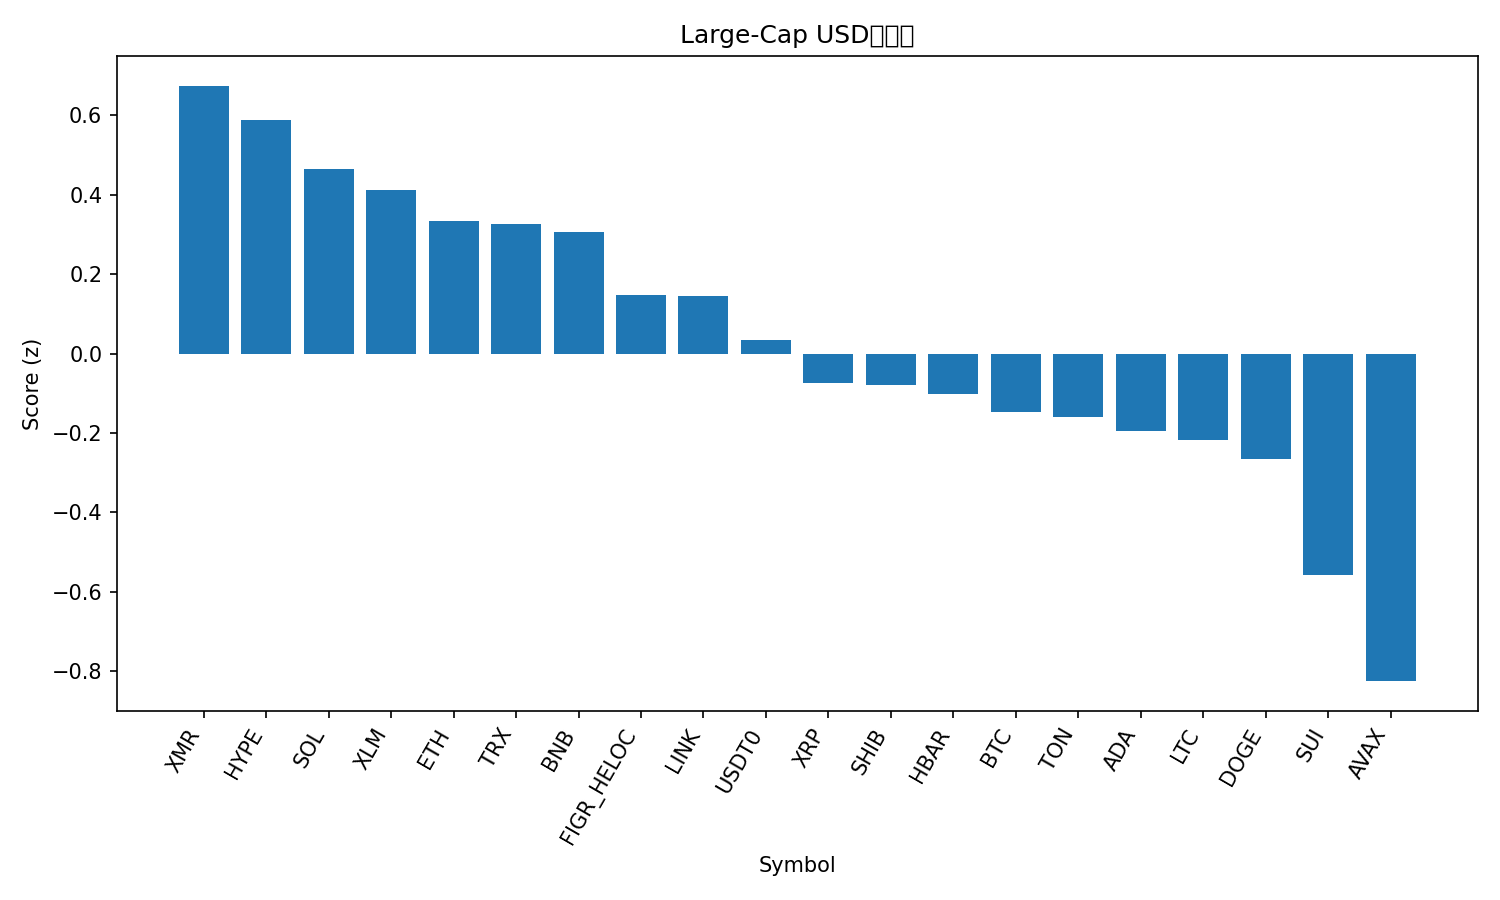 Large-Cap USD
Score (z)
0.6
0.4
0.2
0.0
−0.2
−0.4
−0.6
−0.8
XMR
HYPE
SOL
XLM
ETH
TRX
BNB
FIGR_HELOC
LINK
USDT0
XRP
SHIB
HBAR
BTC
TON
ADA
LTC
DOGE
SUI
AVAX
Symbol